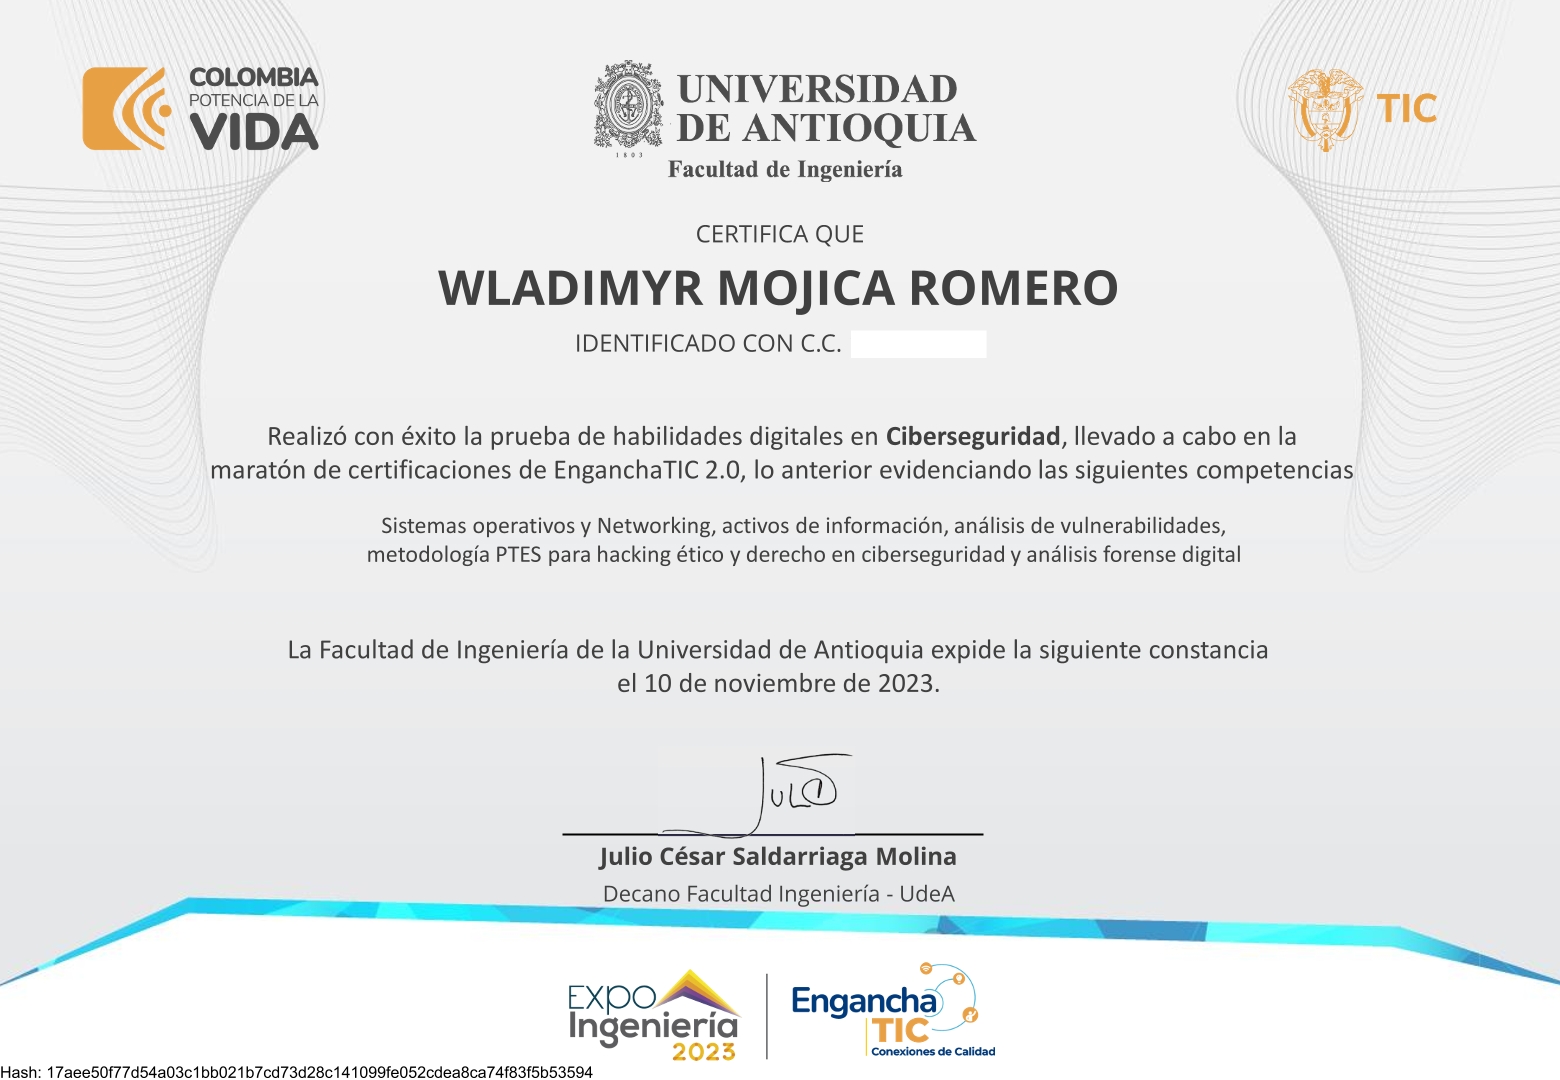 COLOMBIA
POTENCIA DE LA
VIDA
UNIVERSIDAD
DE ANTIOQUIA
1803
Facultad de Ingeniería
TIC
CERTIFICA QUE
WLADIMYR MOJICA ROMERO
IDENTIFICADO CON C.C.
Realizó con éxito la prueba de habilidades digitales en Ciberseguridad, llevado a cabo en la
maratón de certificaciones de EnganchaTIC 2.0, lo anterior evidenciando las siguientes competencias
Sistemas operativos y Networking, activos de información, análisis de vulnerabilidades,
metodología PTES para hacking ético y derecho en ciberseguridad y análisis forense digital
La Facultad de Ingeniería de la Universidad de Antioquia expide la siguiente constancia
el 10 de noviembre de 2023.
Julio César Saldarriaga Molina
Decano Facultad Ingeniería - UdeA
EXPO
Ingeniería
2023
Engancha
TIC
Conexiones de Calidad
Hash: 17aee50f77d54a03c1bb021b7cd73d28c141099fe052cdea8ca74f83f5b53594